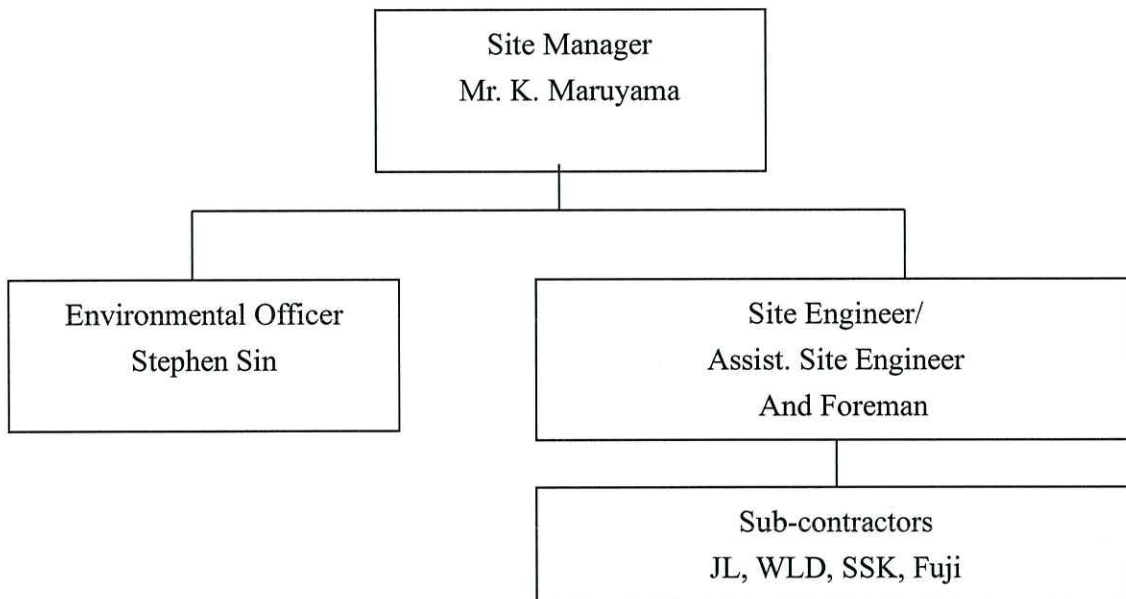 Site Manager
Mr. K. Maruyama
Environmental Officer
Stephen Sin
Site Engineer/
Assist. Site Engineer
And Foreman
Sub-contractors
JL, WLD, SSK, Fuji